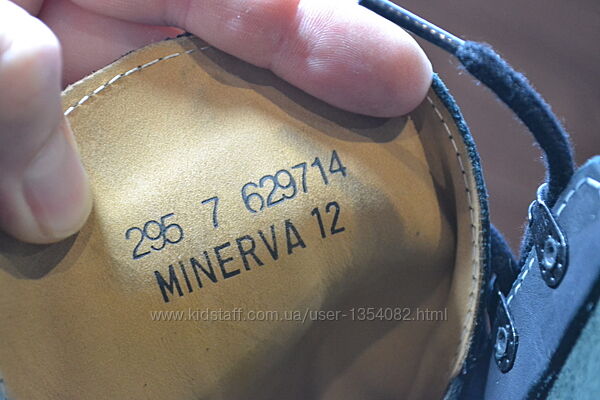 295 7 629714
MINERVA 12
www.kidstaff.com.ua/user-1354082.html